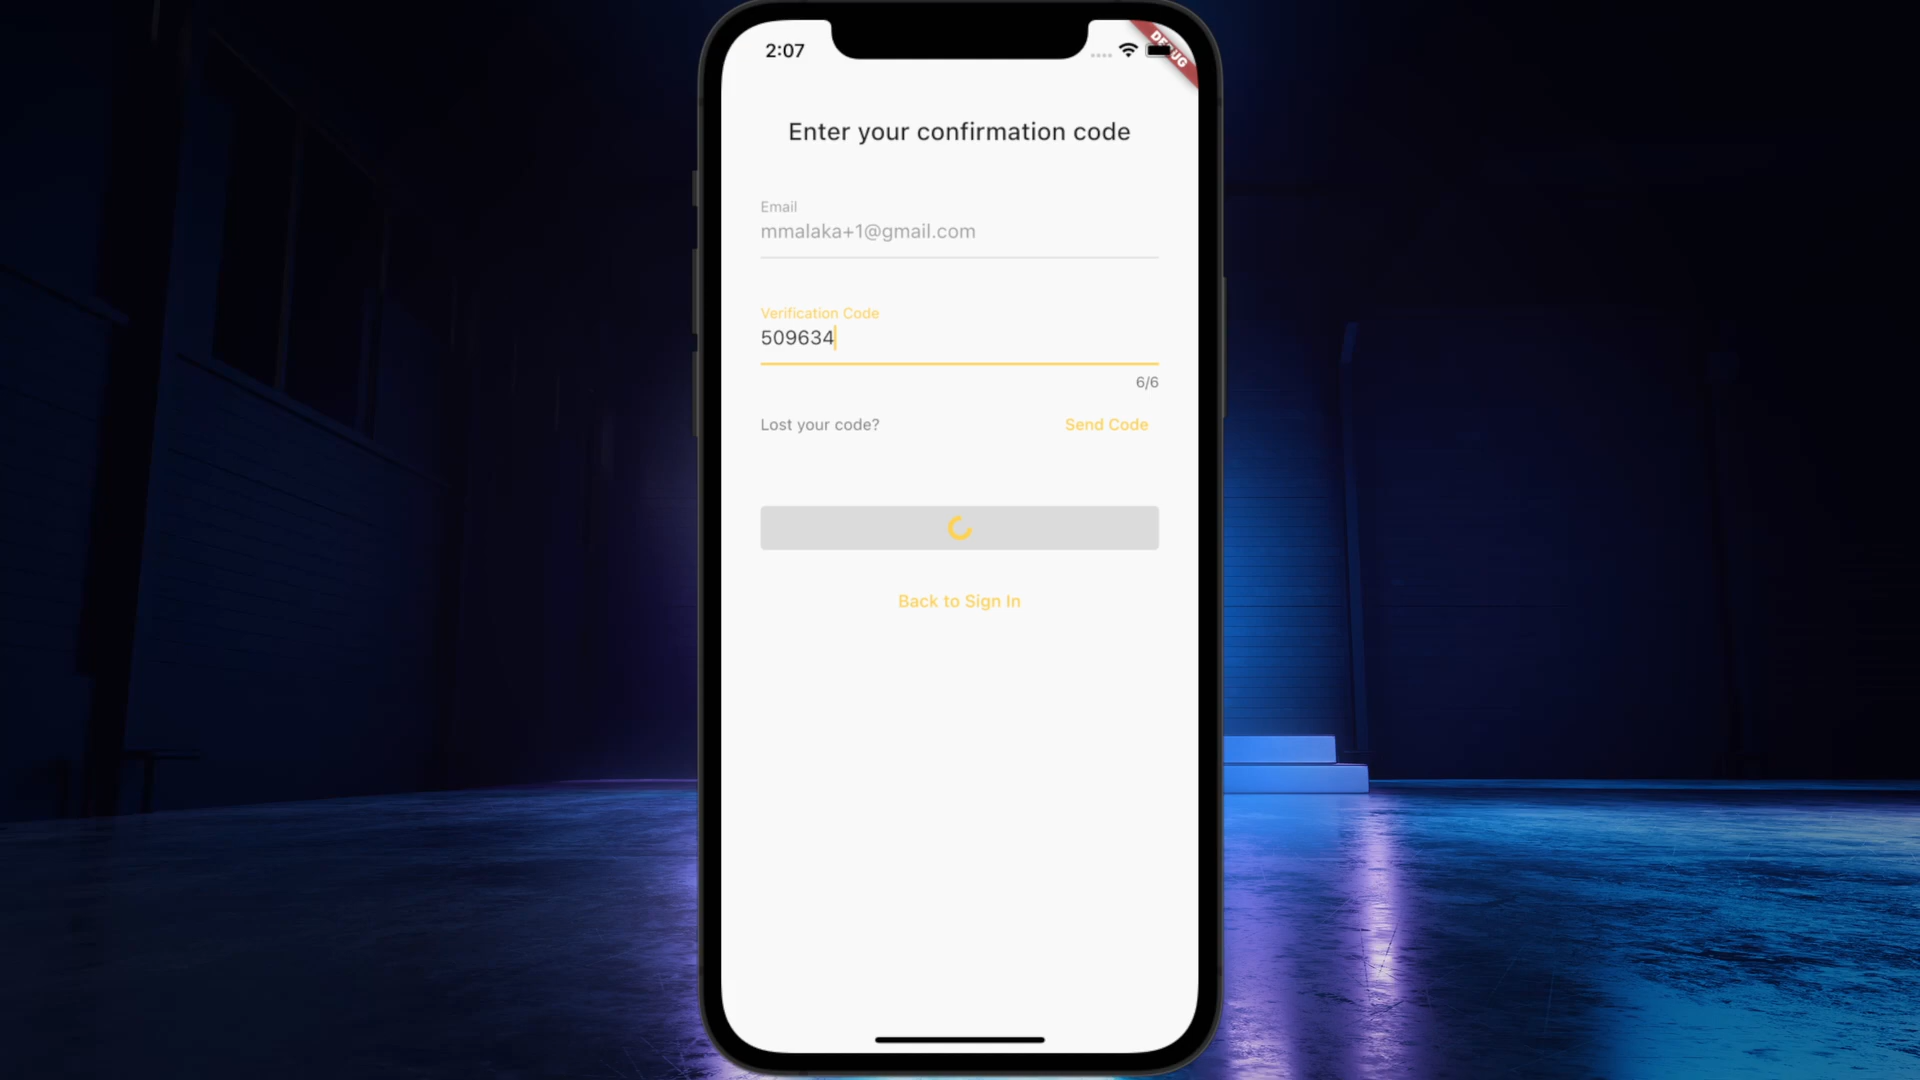 2:07
DEBUG
Enter your confirmation code
Email
mmalaka+1@gmail.com
Verification Code
509634
6/6
Lost your code?
Send Code
Back to Sign In